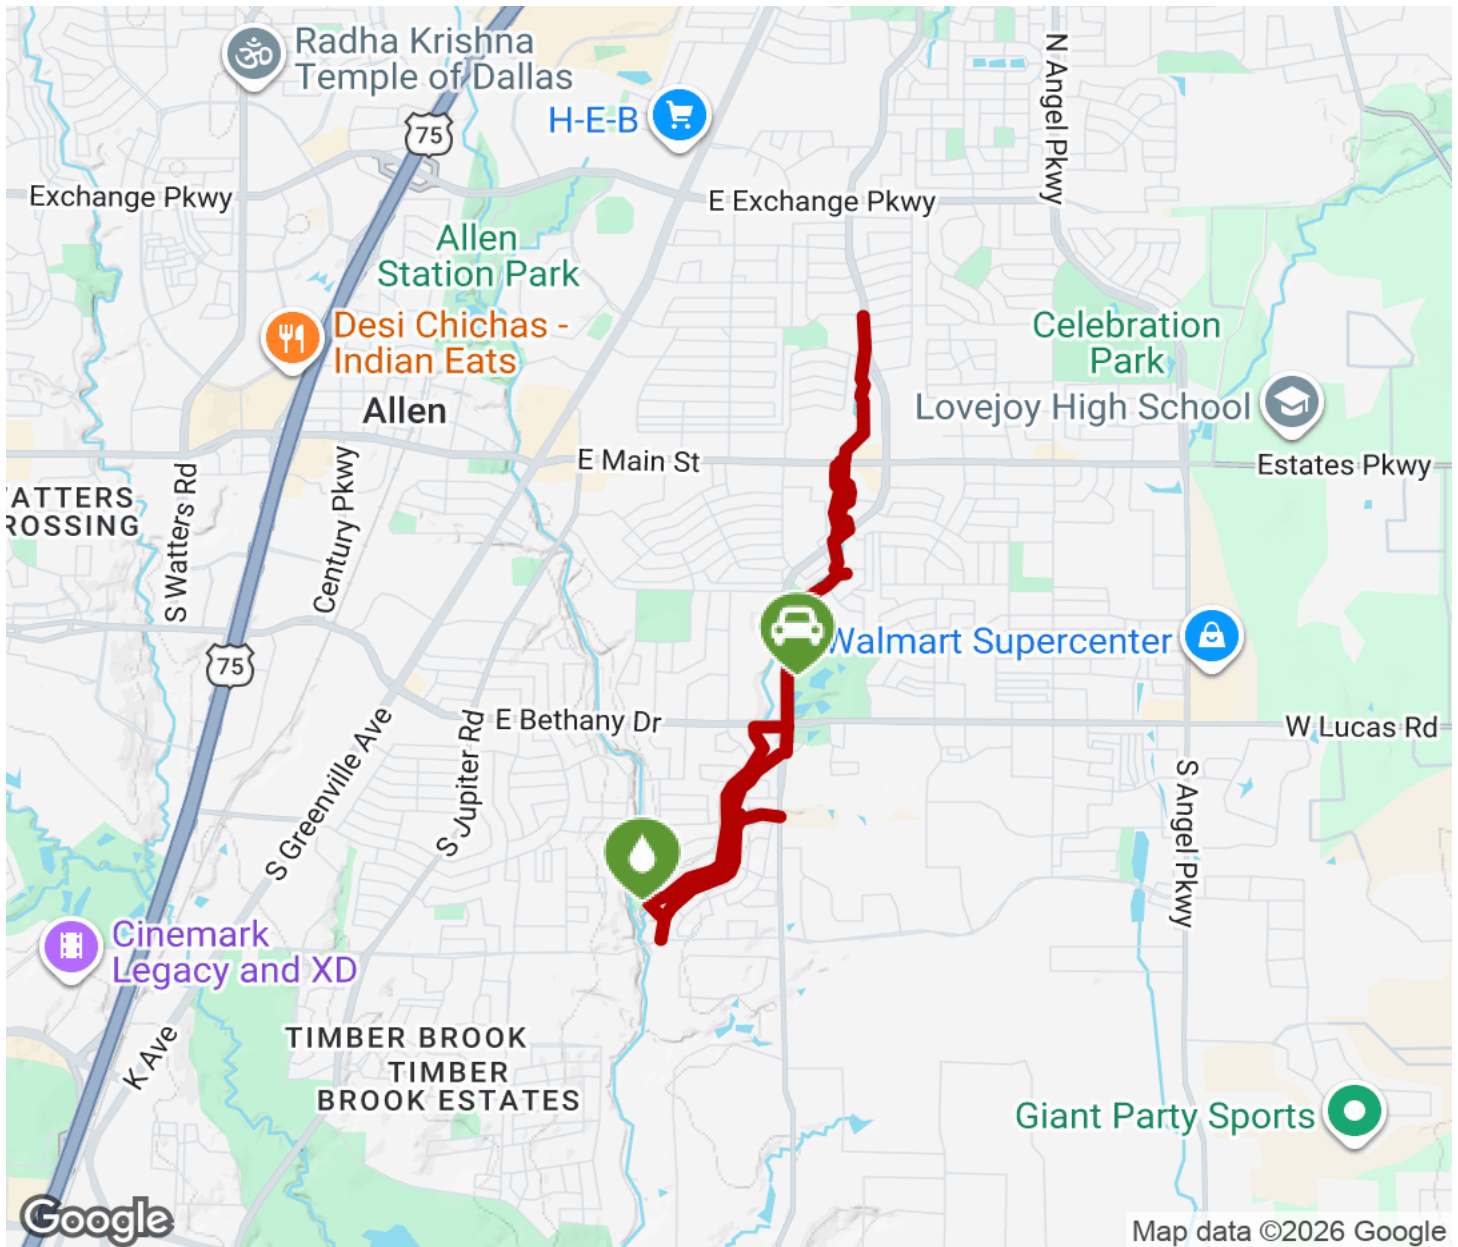 Radha Krishna
Temple of Dallas
H-E-B
75
N Angel Pkwy
Exchange Pkwy
E Exchange Pkwy
Allen
Station Park
Desi Chichas -
Indian Eats
Celebration
Park
Lovejoy High School
Allen
E Main St
Estates Pkwy
ATTERS
ROSSING
S Watters Rd
Century Pkwy
75
Walmart Supercenter
E Bethany Dr
W Lucas Rd
S Greenville Ave
S Jupiter Rd
S Angel Pkwy
Cinemark
Legacy and XD
K Ave
TIMBER BROOK
TIMBER
BROOK ESTATES
Giant Party Sports
Google
Map data ©2026 Google